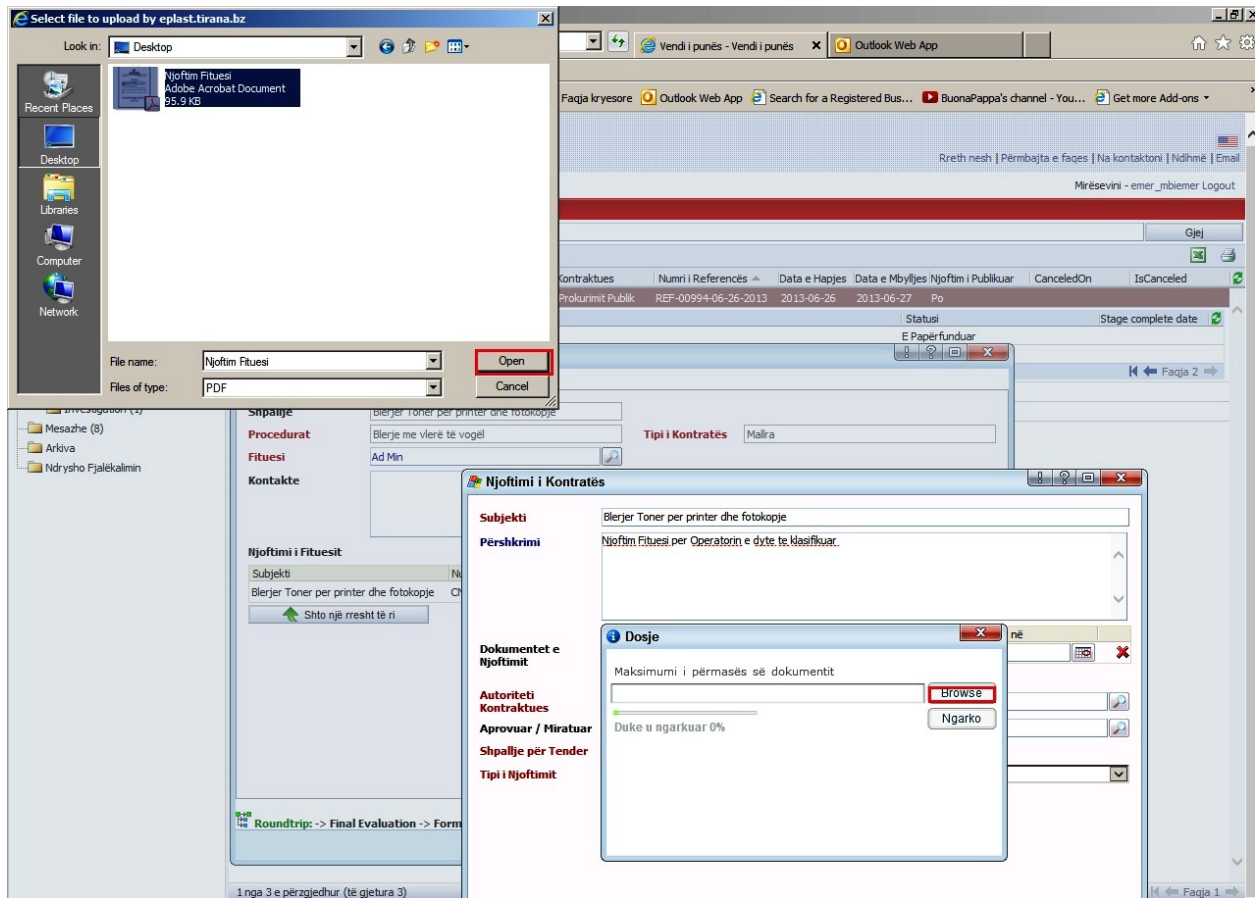 Select file to upload by eplast.tirana.bz
Look in: Desktop
Njoftim Fituesi
Adobe Acrobat Document
95.9 KB
Recent Places
Desktop
Libraries
Computer
Network
File name: Njoftim Fituesi Open
Files of type: PDF Cancel
Vendi i punës - Vendi i punës Outlook Web App
Faqja kryesore Outlook Web App Search for a Registered Bus... BuonaPappa's channel - You... Get more Add-ons
Rreth nesh | Përmbajta e faqes | Na kontaktoni | Ndihmë | Email
Mirësevini - emer_mbiemer Logout
Gjej
Kontraktues Numri i Referencës Data e Hapjes Data e Mbylljes Njoftim i Publikuar CanceledOn IsCanceled
Prokurimit Publik REF-00994-06-26-2013 2013-06-26 2013-06-27 Po
Statusi Stage complete date
E Papërfunduar
Faqja 2
Investigation (1)
Mesazhe (8)
Arkiva
Ndrysho Fjalëkalimin
Shpallje Blerjer Toner per printer dhe fotokopje
Procedurat Blerje me vlerë të vogël Tipi i Kontratës Mallra
Fituesi Ad Min
Kontakte
Njoftimi i Fituesit
Subjekti Nu
Blerjer Toner per printer dhe fotokopje CN
Shto një rresht të ri
Roundtrip: -> Final Evaluation -> Form
1 nga 3 e përzgjedhur (të gjetura 3)
Njoftimi i Kontratës
Subjekti Blerjer Toner per printer dhe fotokopje
Përshkrimi Njoftim Fituesi per Operatorin e dyte te klasifikuar
në
Dokumentet e
Njoftimit
Autoriteti
Kontraktues
Aprovuar / Miratuar
Shpallje për Tender
Tipi i Njoftimit
Dosje
Maksimumi i përmasës së dokumentit
Browse
Duke u ngarkuar 0% Ngarko
Faqja 1